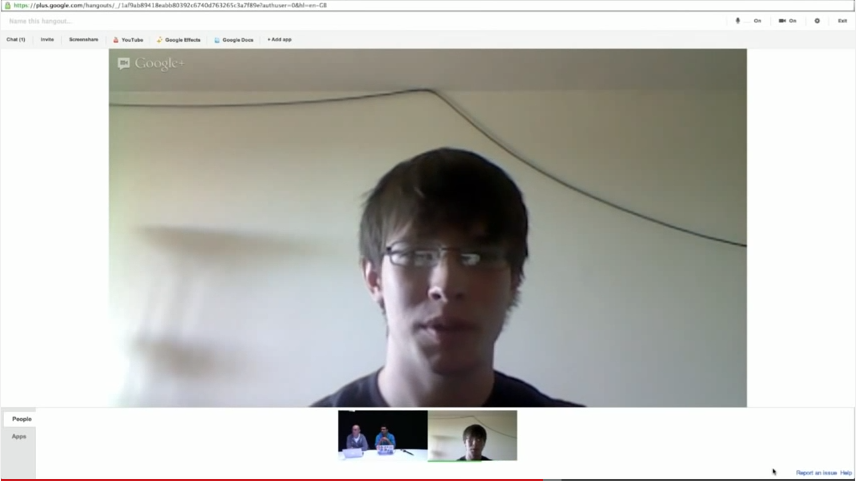 https://plus.google.com/hangouts/_/1af9ab89418eabb80392c6740d763265c3a7f89e?authuser=0&hl=en-GB
Name this hangout...
On
On
Exit
Chat (1)
Invite
Screenshare
YouTube
Google Effects
Google Docs
+ Add app
Google+
People
Apps
Report an issue
Help